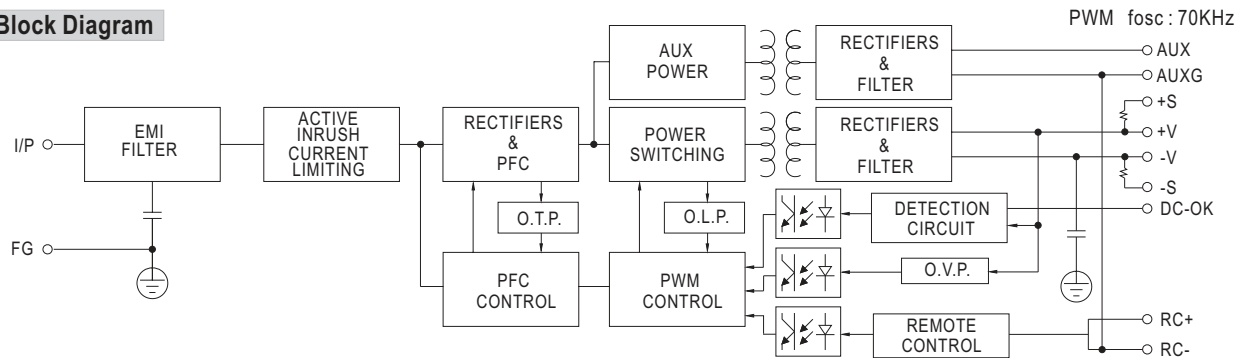 Block Diagram
PWM fosc : 70KHz
I/P
FG
EMI
FILTER
ACTIVE
INRUSH
CURRENT
LIMITING
RECTIFIERS
&
PFC
O.T.P.
PFC
CONTROL
AUX
POWER
POWER
SWITCHING
O.L.P.
PWM
CONTROL
RECTIFIERS
&
FILTER
RECTIFIERS
&
FILTER
DETECTION
CIRCUIT
O.V.P.
REMOTE
CONTROL
AUX
AUXG
+S
+V
-V
-S
DC-OK
RC+
RC-